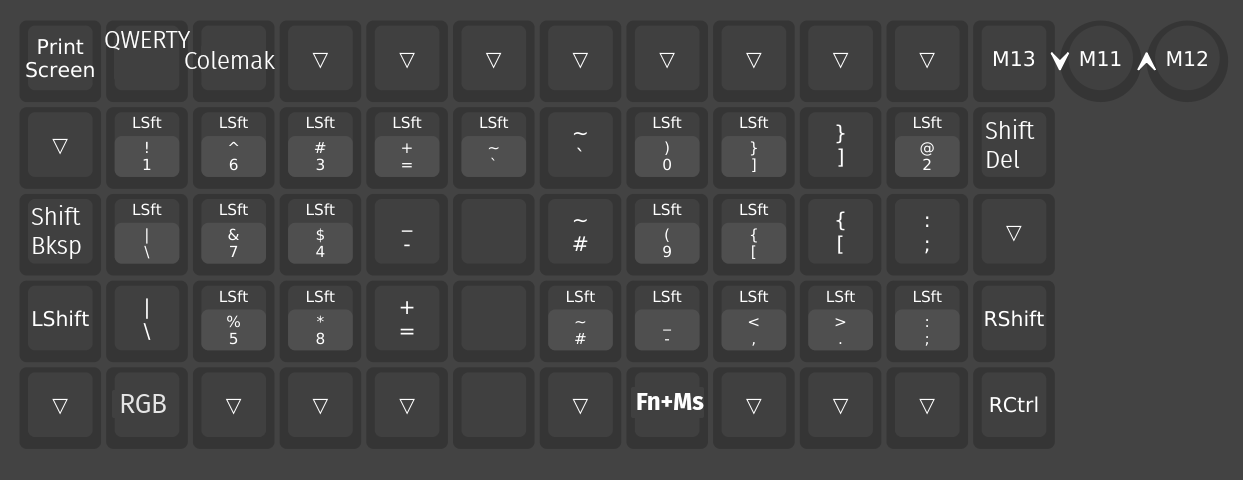 Print Screen QWERTY Colemak ▽ ▽ ▽ ▽ ▽ ▽ ▽ ▽ M13 M11 M12
▽ LSft ! 1 LSft ^ 6 LSft # 3 LSft + = LSft ~ ` ~ ` LSft ) 0 LSft } ] } ] LSft @ 2 Shift Del
Shift Bksp LSft | \ LSft & 7 LSft $ 4 _ - ~ # LSft ( 9 LSft { [ { [ : ; ▽
LShift | \ LSft % 5 LSft * 8 + = LSft ~ # LSft _ - LSft < , LSft > . LSft : ; RShift
▽ RGB ▽ ▽ ▽ ▽ Fn+Ms ▽ ▽ ▽ RCtrl